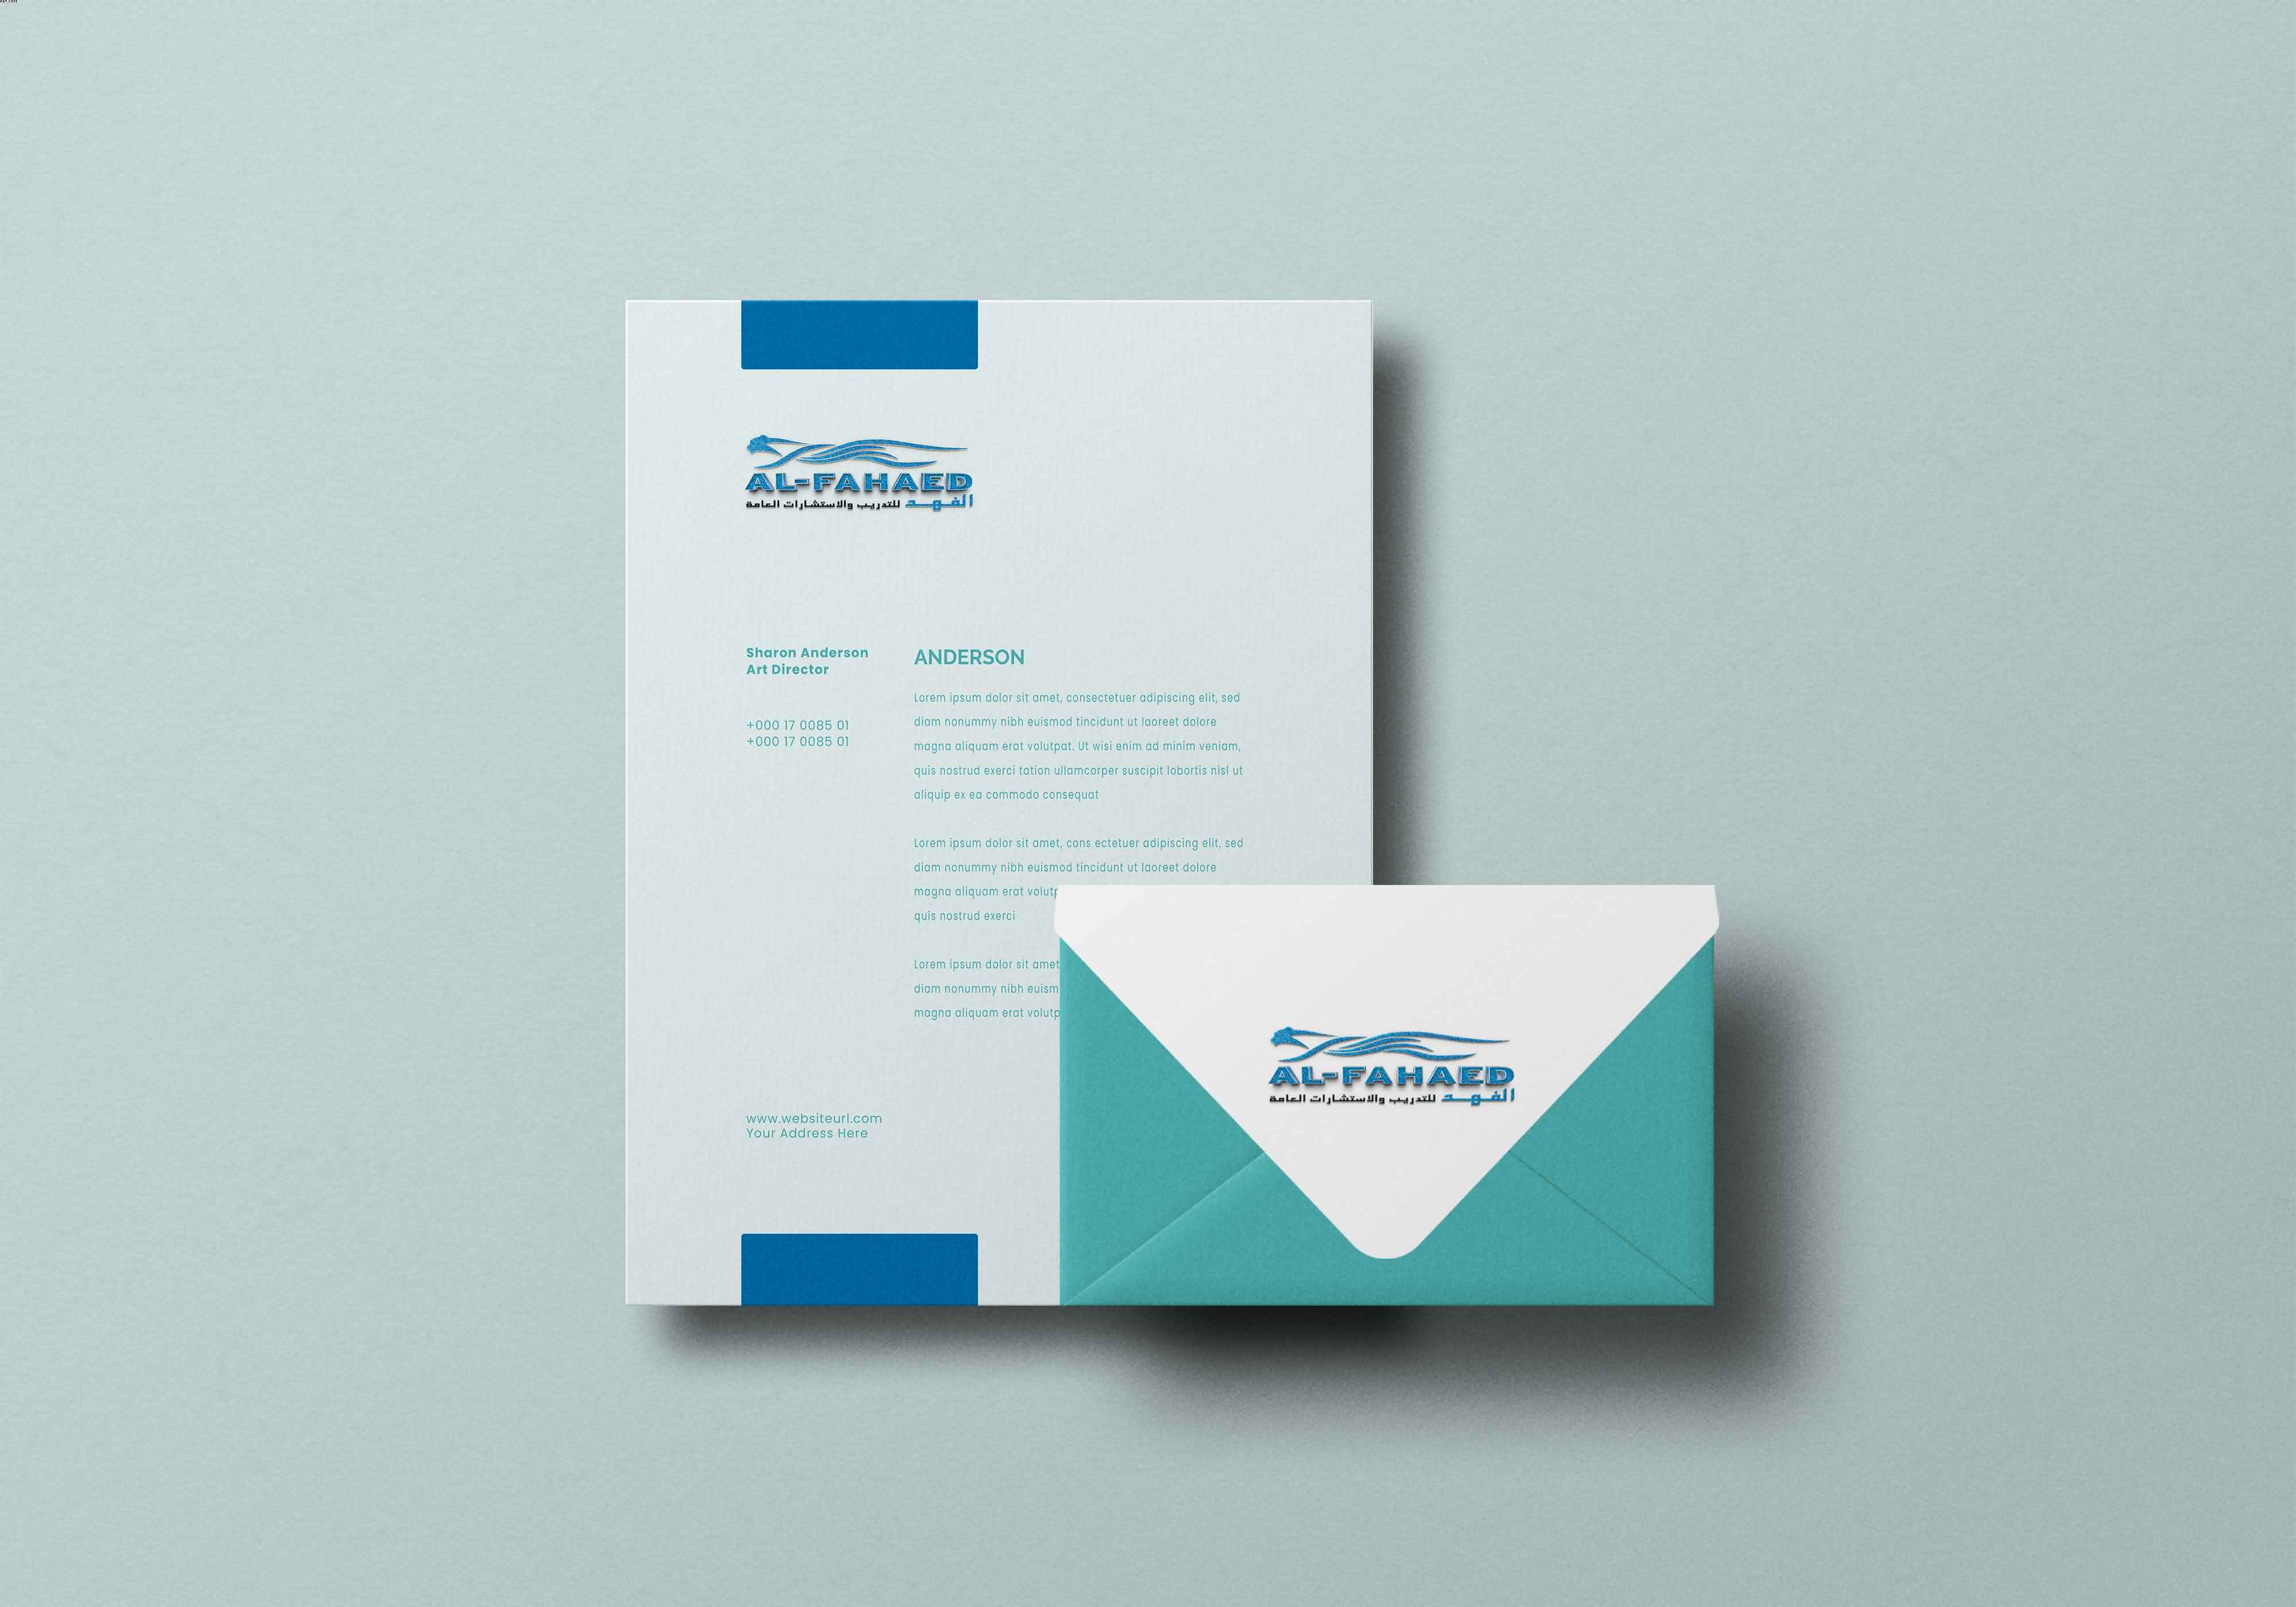 AL-FAHAED
الفهد للتدريب والاستشارات العامة
Sharon Anderson
Art Director
+000 17 0085 01
+000 17 0085 01
www.websiteurl.com
Your Address Here
ANDERSON
Lorem ipsum dolor sit amet, consectetuer adipiscing elit, sed
diam nonummy nibh euismod tincidunt ut laoreet dolore
magna aliquam erat volutpat. Ut wisi enim ad minim veniam,
quis nostrud exerci tation ullamcorper suscipit lobortis nisl ut
aliquip ex ea commodo consequat
Lorem ipsum dolor sit amet, cons ectetuer adipiscing elit, sed
diam nonummy nibh euismod tincidunt ut laoreet dolore
magna aliquam erat volutp
quis nostrud exerci
Lorem ipsum dolor sit amet
diam nonummy nibh euism
magna aliquam erat volutp
AL-FAHAED
الفهد للتدريب والاستشارات العامة